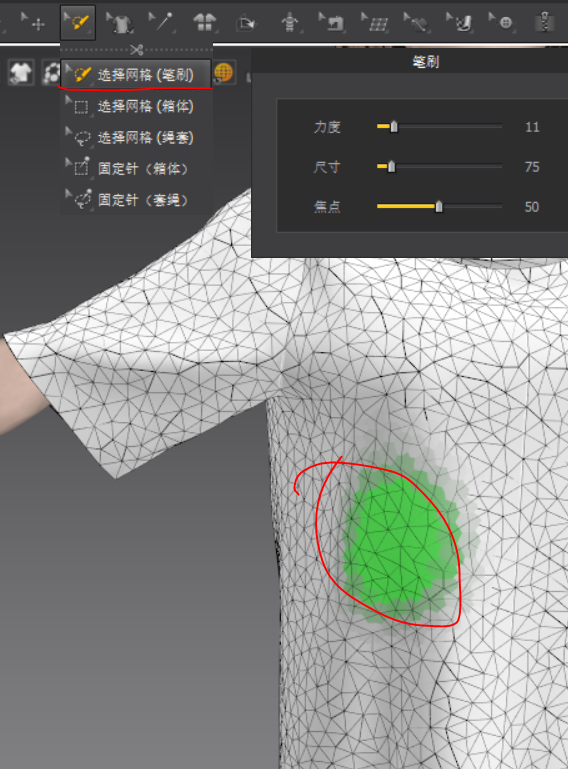 选择网格 (笔刷)
选择网格 (箱体)
选择网格 (绳套)
固定针（箱体）
固定针（套绳）
笔刷
力度 11
尺寸 75
焦点 50